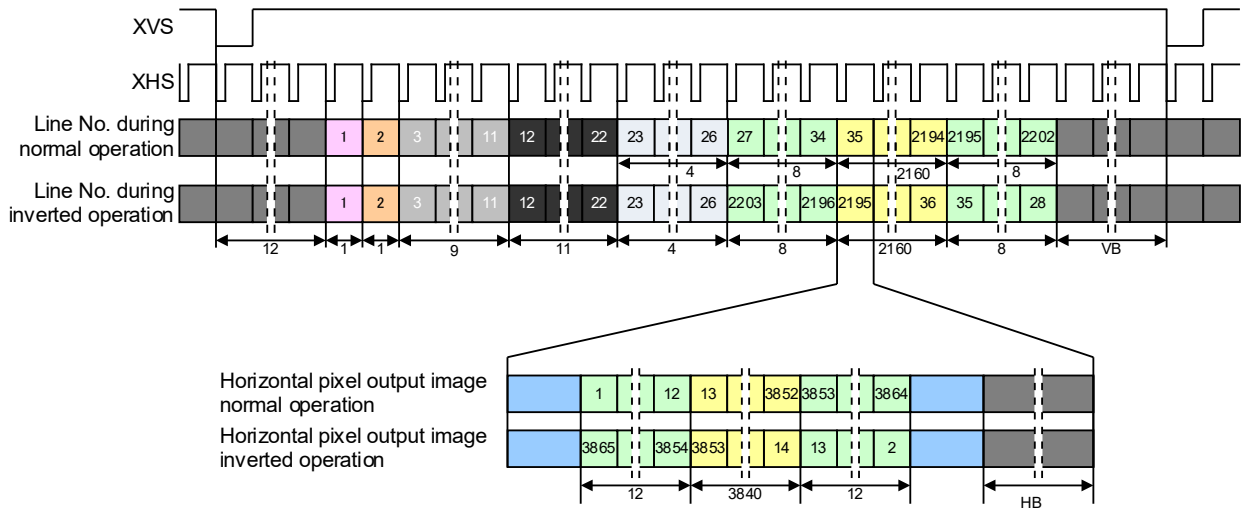 XVS
XHS
Line No. during
normal operation
1 2 3 11 12 22 23 26 27 34 35 2194 2195 2202
4 8 2160 8
Line No. during
inverted operation
1 2 3 11 12 22 23 26 2203 2196 2195 36 35 28
12 1 1 9 11 4 8 2160 8 VB
Horizontal pixel output image
normal operation
1 12 13 3852 3853 3864
Horizontal pixel output image
inverted operation
3865 3854 3853 14 13 2
12 3840 12 HB